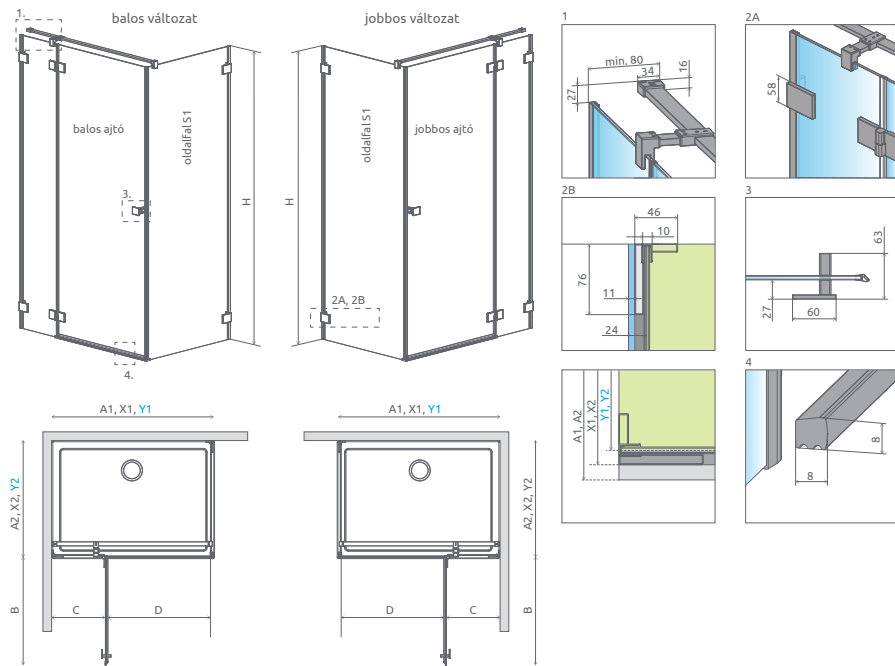 1.
balos változat
jobbos változat
balos ajtó
oldalfal S1
3.
H
4.
H
oldalfal S1
jobbos ajtó
2A, 2B
1
min. 80
34
16
27
2A
58
2B
46
10
76
11
24
3
63
27
60
A1, A2
X1, X2
Y1, Y2
4
8
8
A1, X1, Y1
A2, X2, Y2
B
C
D
A1, X1, Y1
A2, X2, Y2
B
D
C